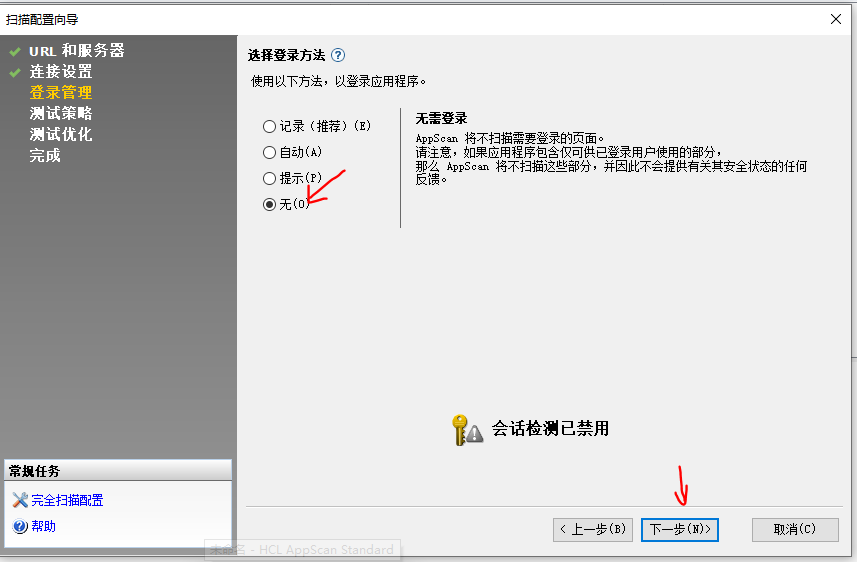 扫描配置向导
URL 和服务器
连接设置
登录管理
测试策略
测试优化
完成
选择登录方法
使用以下方法，以登录应用程序。
记录（推荐）(E)
自动(A)
提示(P)
无(O)
无需登录
AppScan 将不扫描需要登录的页面。
请注意，如果应用程序包含仅可供已登录用户使用的部分，
那么 AppScan 将不扫描这些部分，并因此不会提供有关其安全状态的任何
反馈。
会话检测已禁用
常规任务
完全扫描配置
帮助
< 上一步(B)
下一步(N)>
取消(C)
未命名 - HCL AppScan Standard